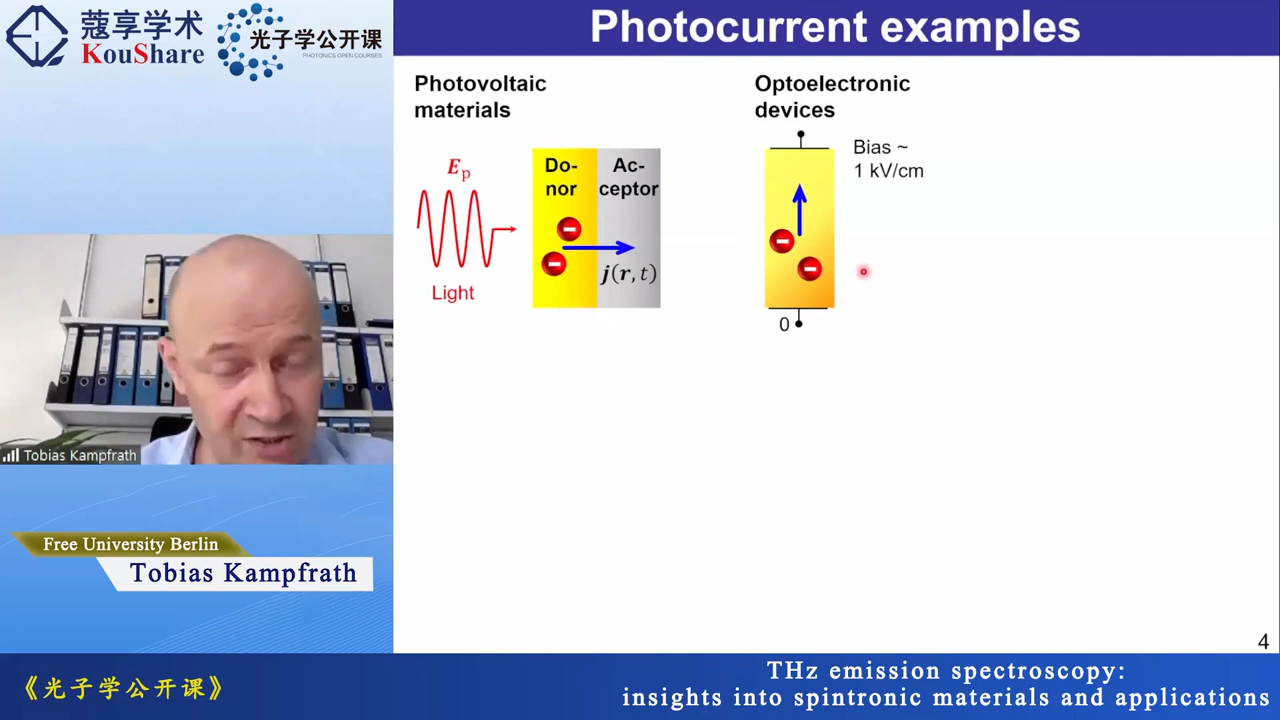 蔻享学术
KouShare
光子学公开课
PHOTONICS OPEN COURSES
Photocurrent examples
Photovoltaic
materials
Optoelectronic
devices
Ep
Light
Do-
nor
Ac-
ceptor
j(r, t)
Bias ~
1 kV/cm
0
Tobias Kampfrath
Free University Berlin
Tobias Kampfrath
4
《光子学公开课》
THz emission spectroscopy:
insights into spintronic materials and applications